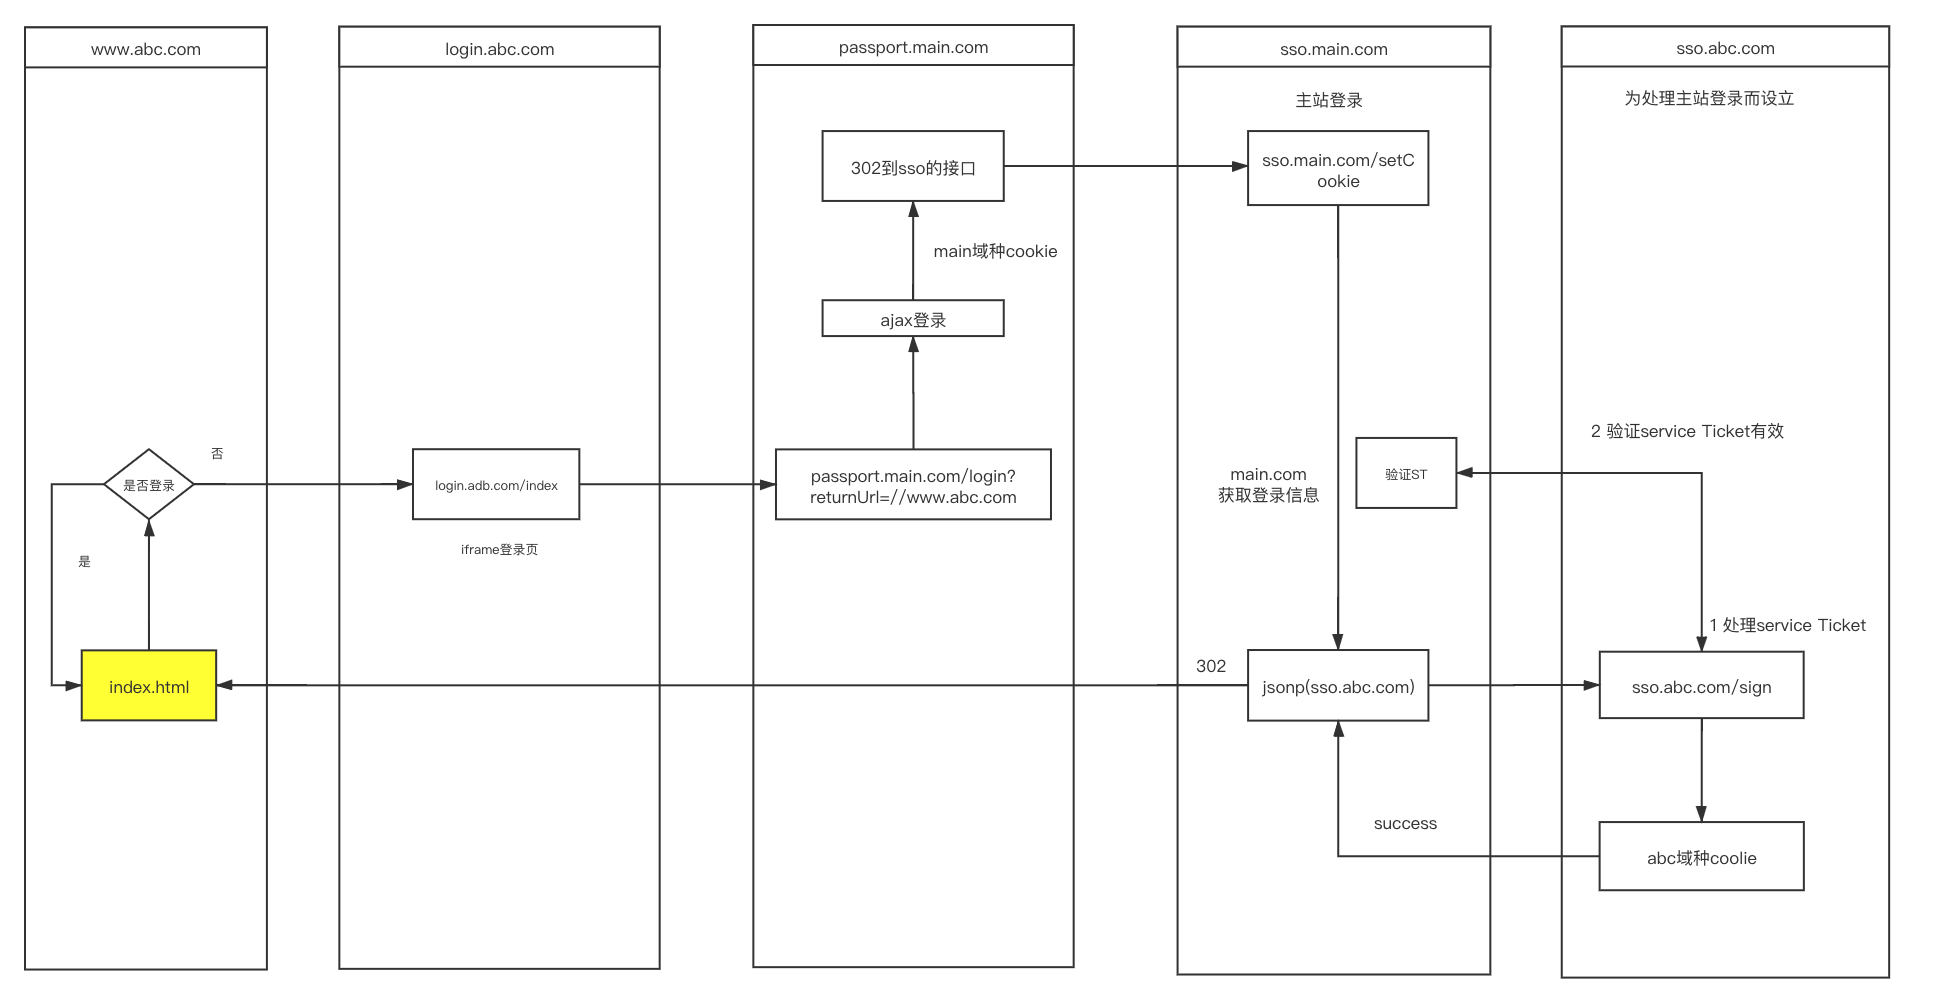 www.abc.com
login.abc.com
passport.main.com
sso.main.com
sso.abc.com
主站登录
为处理主站登录而设立
302到sso的接口
sso.main.com/setC
ookie
main域种cookie
ajax登录
否
是否登录
login.adb.com/index
iframe登录页
passport.main.com/login?
returnUrl=//www.abc.com
main.com
获取登录信息
验证ST
2 验证service Ticket有效
是
1 处理service Ticket
index.html
302
jsonp(sso.abc.com)
sso.abc.com/sign
success
abc域种coolie